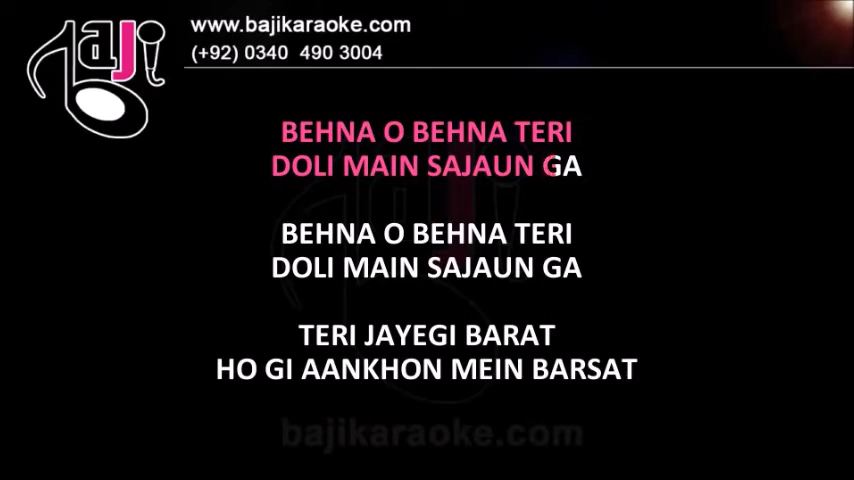 baji
www.bajikaraoke.com
(+92) 0340 490 3004
BEHNA O BEHNA TERI
DOLI MAIN SAJAUN GA
BEHNA O BEHNA TERI
DOLI MAIN SAJAUN GA
TERI JAYEGI BARAT
HO GI AANKHON MEIN BARSAT
bajikaraoke.com